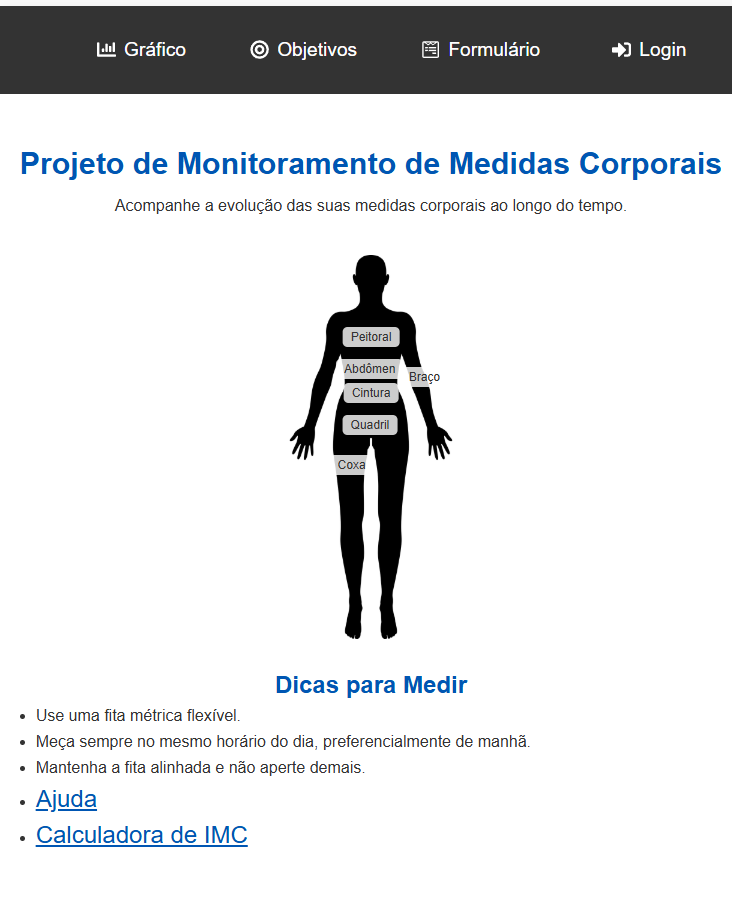 Gráfico Objetivos Formulário Login
Projeto de Monitoramento de Medidas Corporais
Acompanhe a evolução das suas medidas corporais ao longo do tempo.
Peitoral
Abdômen
Braço
Cintura
Quadril
Coxa
Dicas para Medir
Use uma fita métrica flexível.
Meça sempre no mesmo horário do dia, preferencialmente de manhã.
Mantenha a fita alinhada e não aperte demais.
Ajuda
Calculadora de IMC